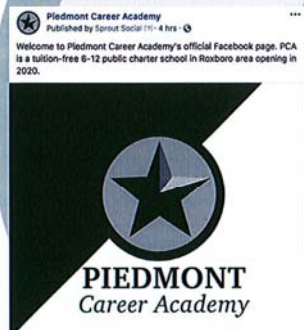 Piedmont Career Academy
Published by Sprout Social [?] · 4 hrs ·
Welcome to Piedmont Career Academy's official Facebook page. PCA
is a tuition-free 6-12 public charter school in Roxboro area opening in
2020.
PIEDMONT
Career Academy